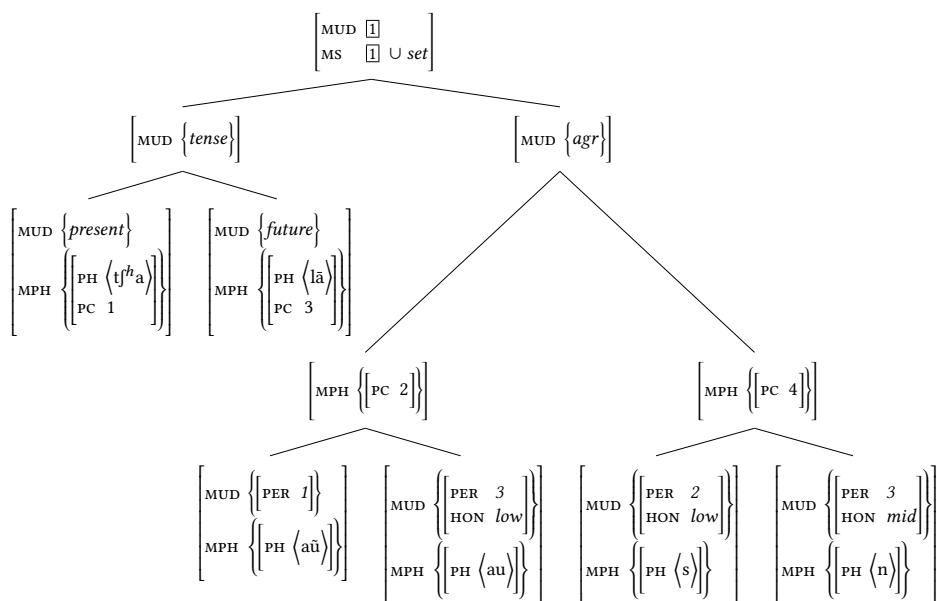 MUD 1
MS 1 ∪ set
MUD {tense}
MUD {agr}
MUD {present}
MPH {[PH ⟨tʃʰa⟩
PC 1]}
MUD {future}
MPH {[PH ⟨lā⟩
PC 3]}
MPH {[PC 2]}
MPH {[PC 4]}
MUD {[PER 1]}
MPH {[PH ⟨aũ⟩]}
MUD {[PER 3
HON low]}
MPH {[PH ⟨au⟩]}
MUD {[PER 2
HON low]}
MPH {[PH ⟨s⟩]}
MUD {[PER 3
HON mid]}
MPH {[PH ⟨n⟩]}